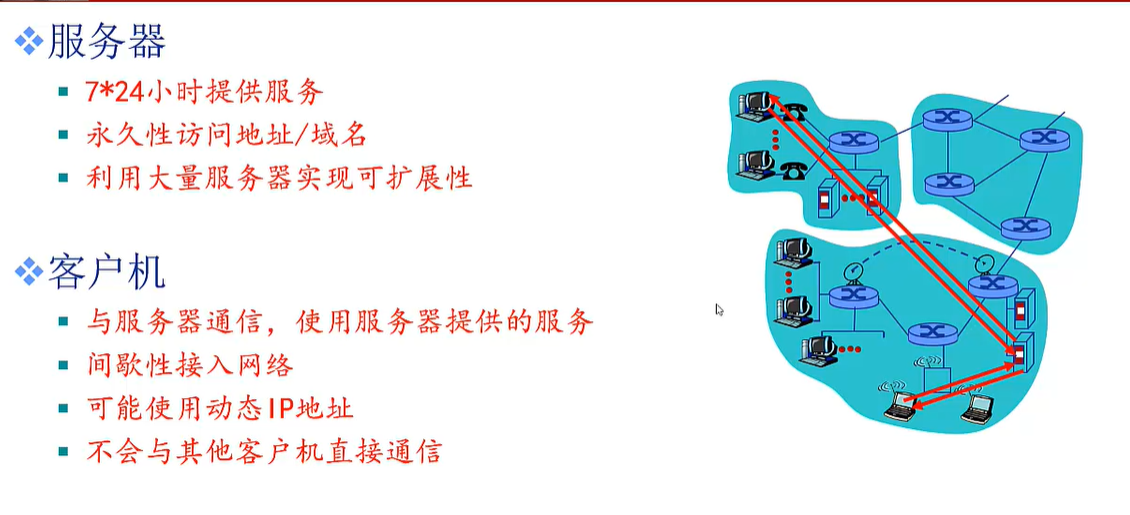 服务器
7*24小时提供服务
永久性访问地址/域名
利用大量服务器实现可扩展性
客户机
与服务器通信，使用服务器提供的服务
间歇性接入网络
可能使用动态IP地址
不会与其他客户机直接通信